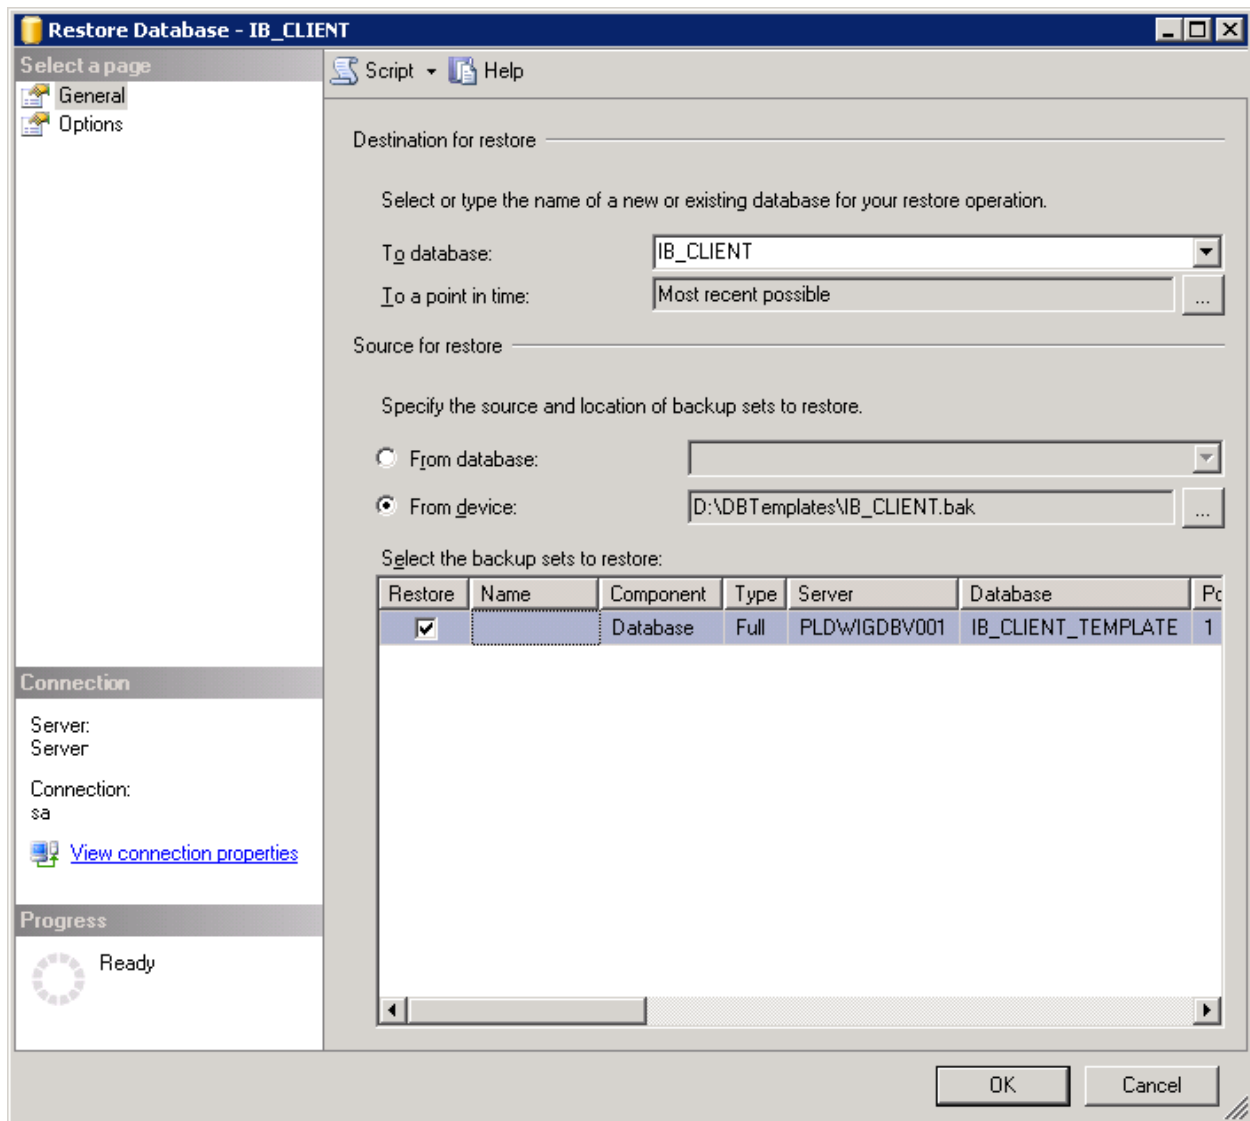 Restore Database - IB_CLIENT
Select a page
General
Options
Script Help
Destination for restore
Select or type the name of a new or existing database for your restore operation.
To database: IB_CLIENT
To a point in time: Most recent possible ...
Source for restore
Specify the source and location of backup sets to restore.
From database:
From device: D:\DBTemplates\IB_CLIENT.bak ...
Select the backup sets to restore:
Restore Name Component Type Server Database Po
Database Full PLDWIGDBV001 IB_CLIENT_TEMPLATE 1
Connection
Server:
Server
Connection:
sa
View connection properties
Progress
Ready
OK Cancel